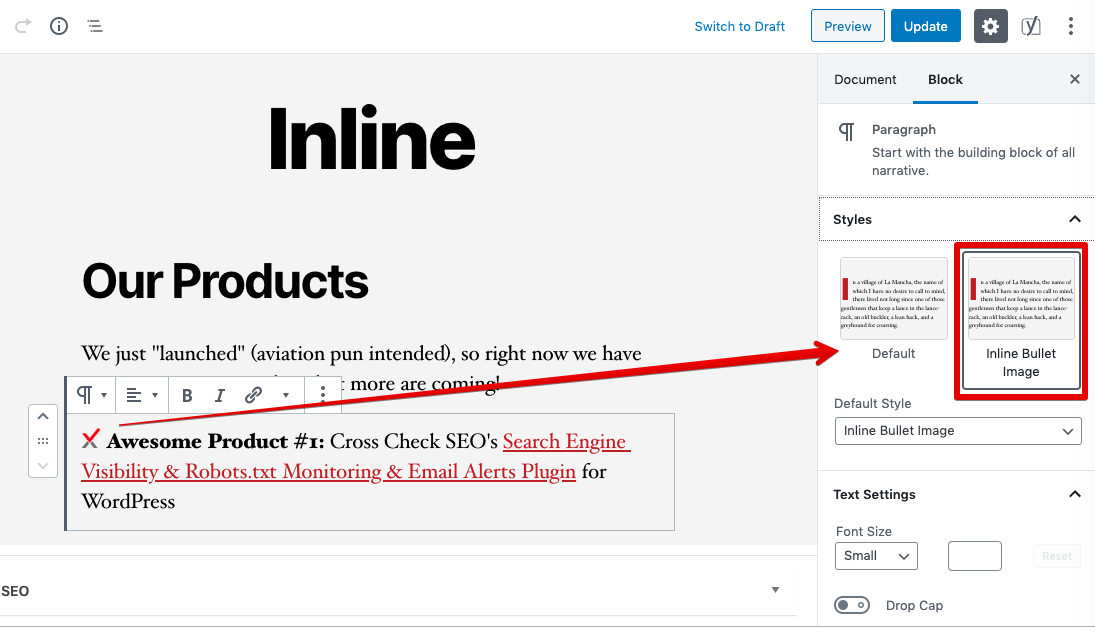 Switch to Draft
Preview
Update
Document
Block
Inline
Paragraph
Start with the building block of all
narrative.
Styles
Our Products
n a village of La Mancha, the name of
which I have no desire to call to mind,
there lived not long since one of those
gentlemen that keep a lance in the lance-
rack, an old buckler, a lean hack, and a
greyhound for coursing.
Default
n a village of La Mancha, the name of
which I have no desire to call to mind,
there lived not long since one of those
gentlemen that keep a lance in the lance-
rack, an old buckler, a lean hack, and a
greyhound for coursing.
Inline Bullet
Image
We just "launched" (aviation pun intended), so right now we have
more are coming!
B I
Awesome Product #1: Cross Check SEO's Search Engine
Visibility & Robots.txt Monitoring & Email Alerts Plugin for
WordPress
Default Style
Inline Bullet Image
Text Settings
Font Size
Small
Reset
Drop Cap
SEO